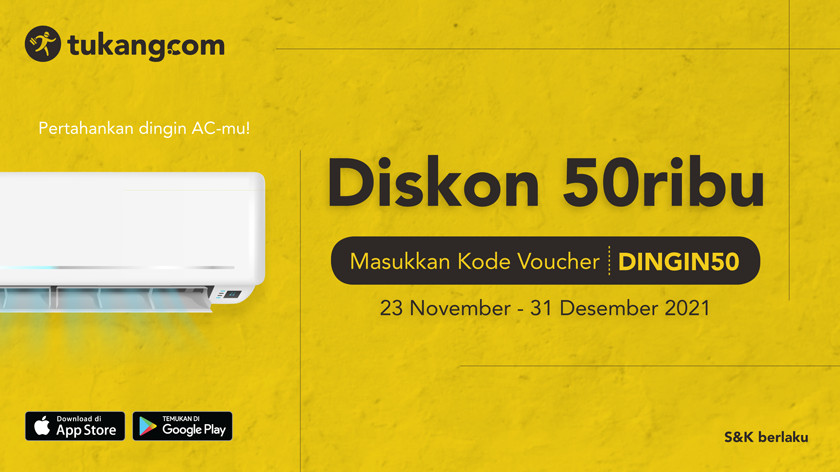 tukang.com
Pertahankan dingin AC-mu!
Diskon 50ribu
Masukkan Kode Voucher DINGIN50
23 November - 31 Desember 2021
Download di
App Store
TEMUKAN DI
Google Play
S&K berlaku